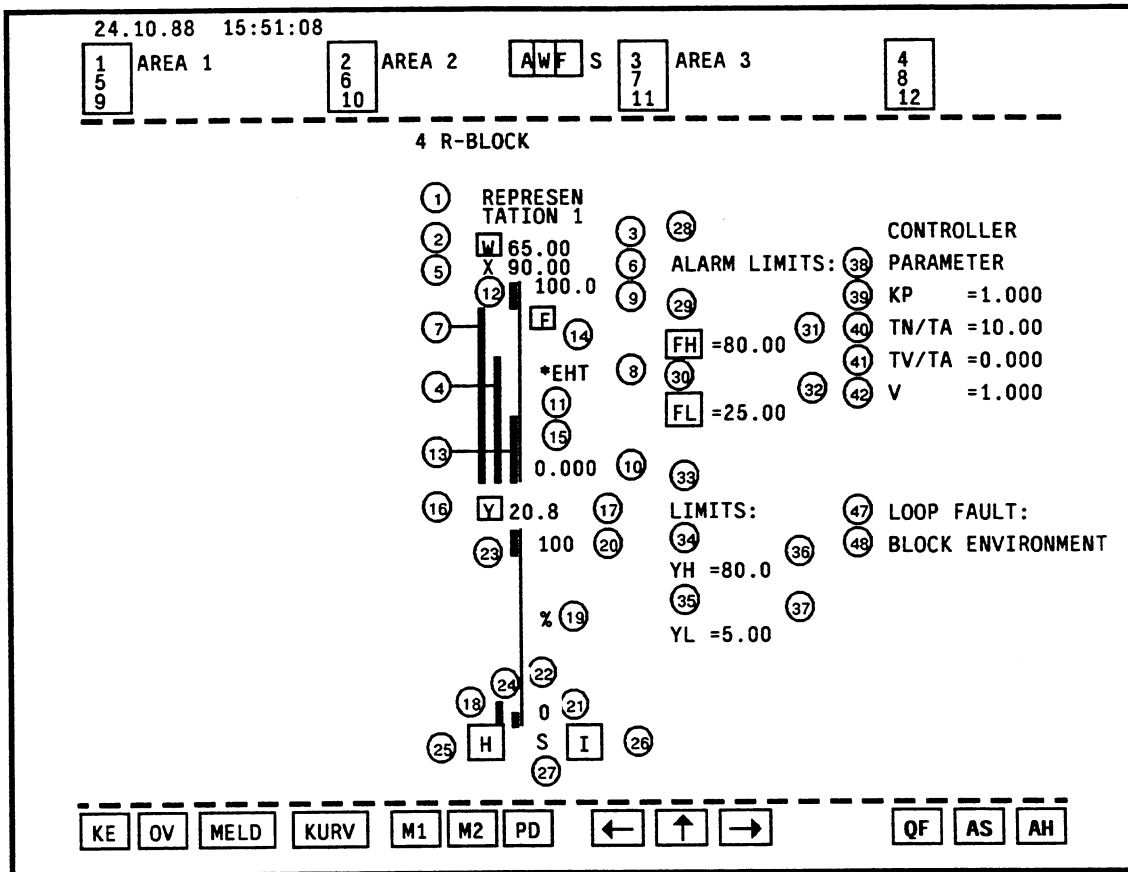 24.10.88 15:51:08
1 AREA 1 2 AREA 2 A W F S 3 AREA 3 4
5 6 7 8
9 10 11 12
4 R-BLOCK
1 REPRESEN
TATION 1
28
2 W 65.00 3 CONTROLLER
5 X 90.00 6 ALARM LIMITS: 38 PARAMETER
12 100.0 9 29 39 KP =1.000
7 F 14 31 40 TN/TA =10.00
FH =80.00
41 TV/TA =0.000
*EHT 8 30
4 32 42 V =1.000
11 FL =25.00
15
13
0.000 10 33
16 Y 20.8 17 LIMITS: 47 LOOP FAULT:
23 100 20 34 36 48 BLOCK ENVIRONMENT
YH =80.0
35 37
% 19
YL =5.00
22
24
18 0 21
25 H S I 26
27
KE OV MELD KURV M1 M2 PD ← ↑ → QF AS AH